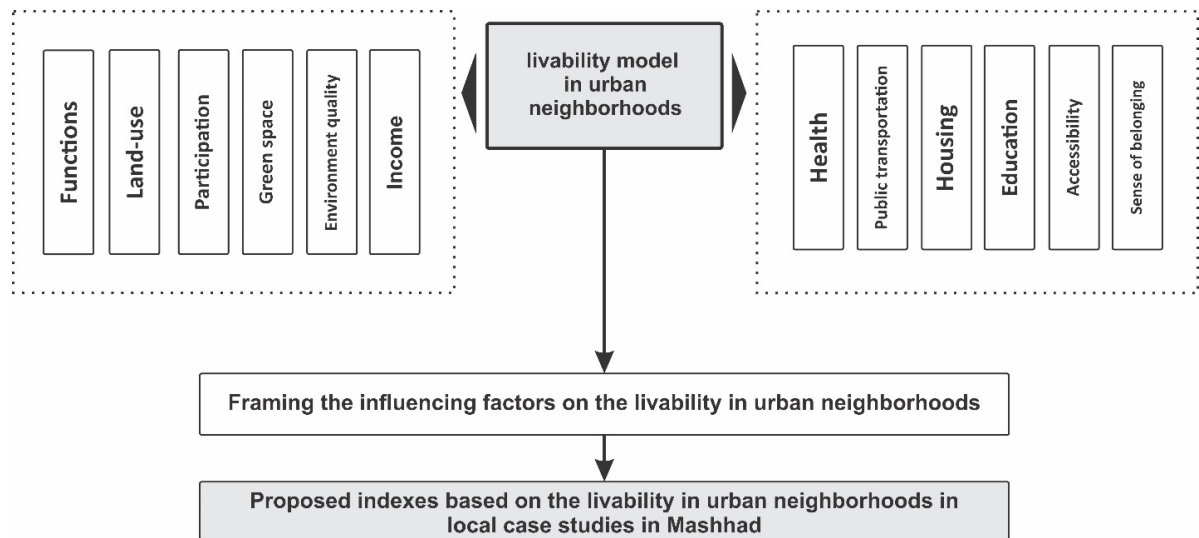 Functions
Land-use
Participation
Green space
Environment quality
Income
livability model
in urban
neighborhoods
Health
Public transportation
Housing
Education
Accessibility
Sense of belonging
Framing the influencing factors on the livability in urban neighborhoods
Proposed indexes based on the livability in urban neighborhoods in
local case studies in Mashhad